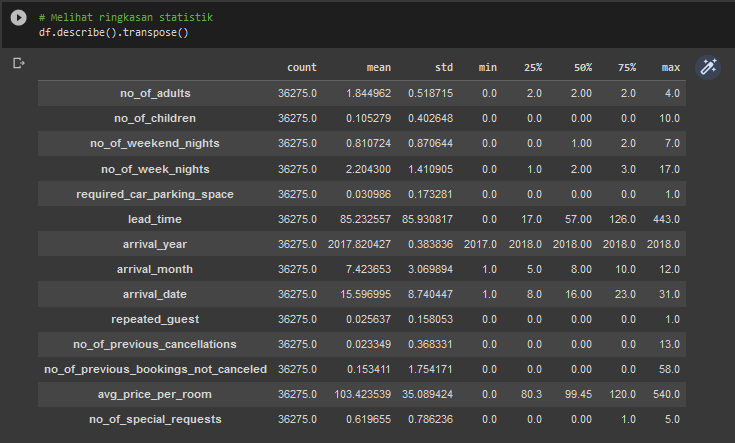 # Melihat ringkasan statistik
df.describe().transpose()
count mean std min 25% 50% 75% max
no_of_adults 36275.0 1.844962 0.518715 0.0 2.0 2.00 2.0 4.0
no_of_children 36275.0 0.105279 0.402648 0.0 0.0 0.00 0.0 10.0
no_of_weekend_nights 36275.0 0.810724 0.870644 0.0 0.0 1.00 2.0 7.0
no_of_week_nights 36275.0 2.204300 1.410905 0.0 1.0 2.00 3.0 17.0
required_car_parking_space 36275.0 0.030986 0.173281 0.0 0.0 0.00 0.0 1.0
lead_time 36275.0 85.232557 85.930817 0.0 17.0 57.00 126.0 443.0
arrival_year 36275.0 2017.820427 0.383836 2017.0 2018.0 2018.00 2018.0 2018.0
arrival_month 36275.0 7.423653 3.069894 1.0 5.0 8.00 10.0 12.0
arrival_date 36275.0 15.596995 8.740447 1.0 8.0 16.00 23.0 31.0
repeated_guest 36275.0 0.025637 0.158053 0.0 0.0 0.00 0.0 1.0
no_of_previous_cancellations 36275.0 0.023349 0.368331 0.0 0.0 0.00 0.0 13.0
no_of_previous_bookings_not_canceled 36275.0 0.153411 1.754171 0.0 0.0 0.00 0.0 58.0
avg_price_per_room 36275.0 103.423539 35.089424 0.0 80.3 99.45 120.0 540.0
no_of_special_requests 36275.0 0.619655 0.786236 0.0 0.0 0.00 1.0 5.0